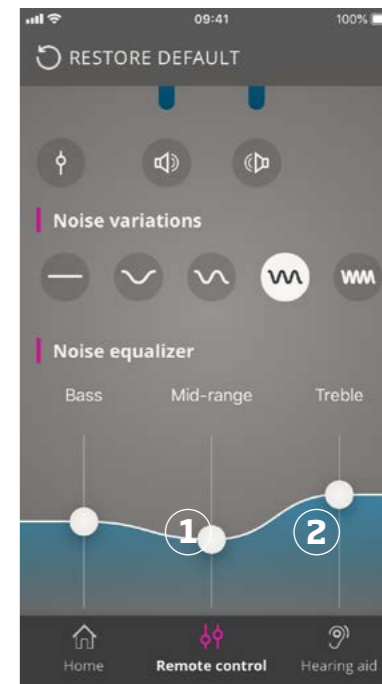 09:41 100%
RESTORE DEFAULT
Noise variations
Noise equalizer
Bass Mid-range Treble
1 2
Home Remote control Hearing aid